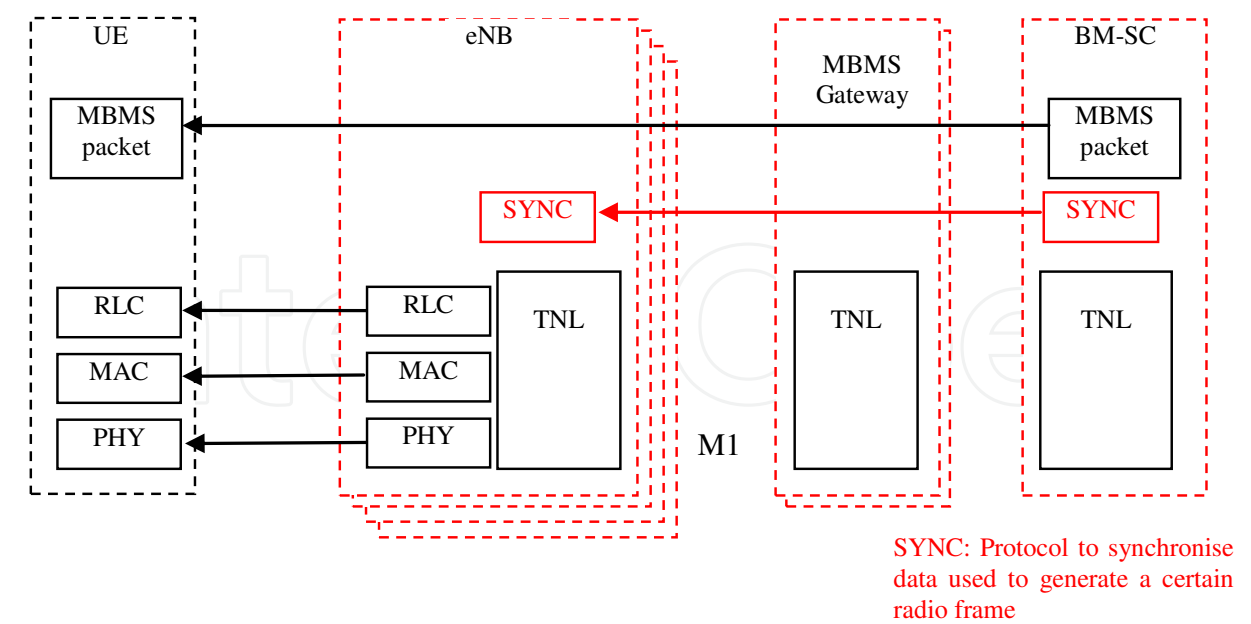 UE
eNB
MBMS
Gateway
BM-SC
MBMS
packet
MBMS
packet
SYNC
SYNC
RLC
RLC
TNL
TNL
TNL
MAC
MAC
PHY
PHY
M1
SYNC: Protocol to synchronise
data used to generate a certain
radio frame